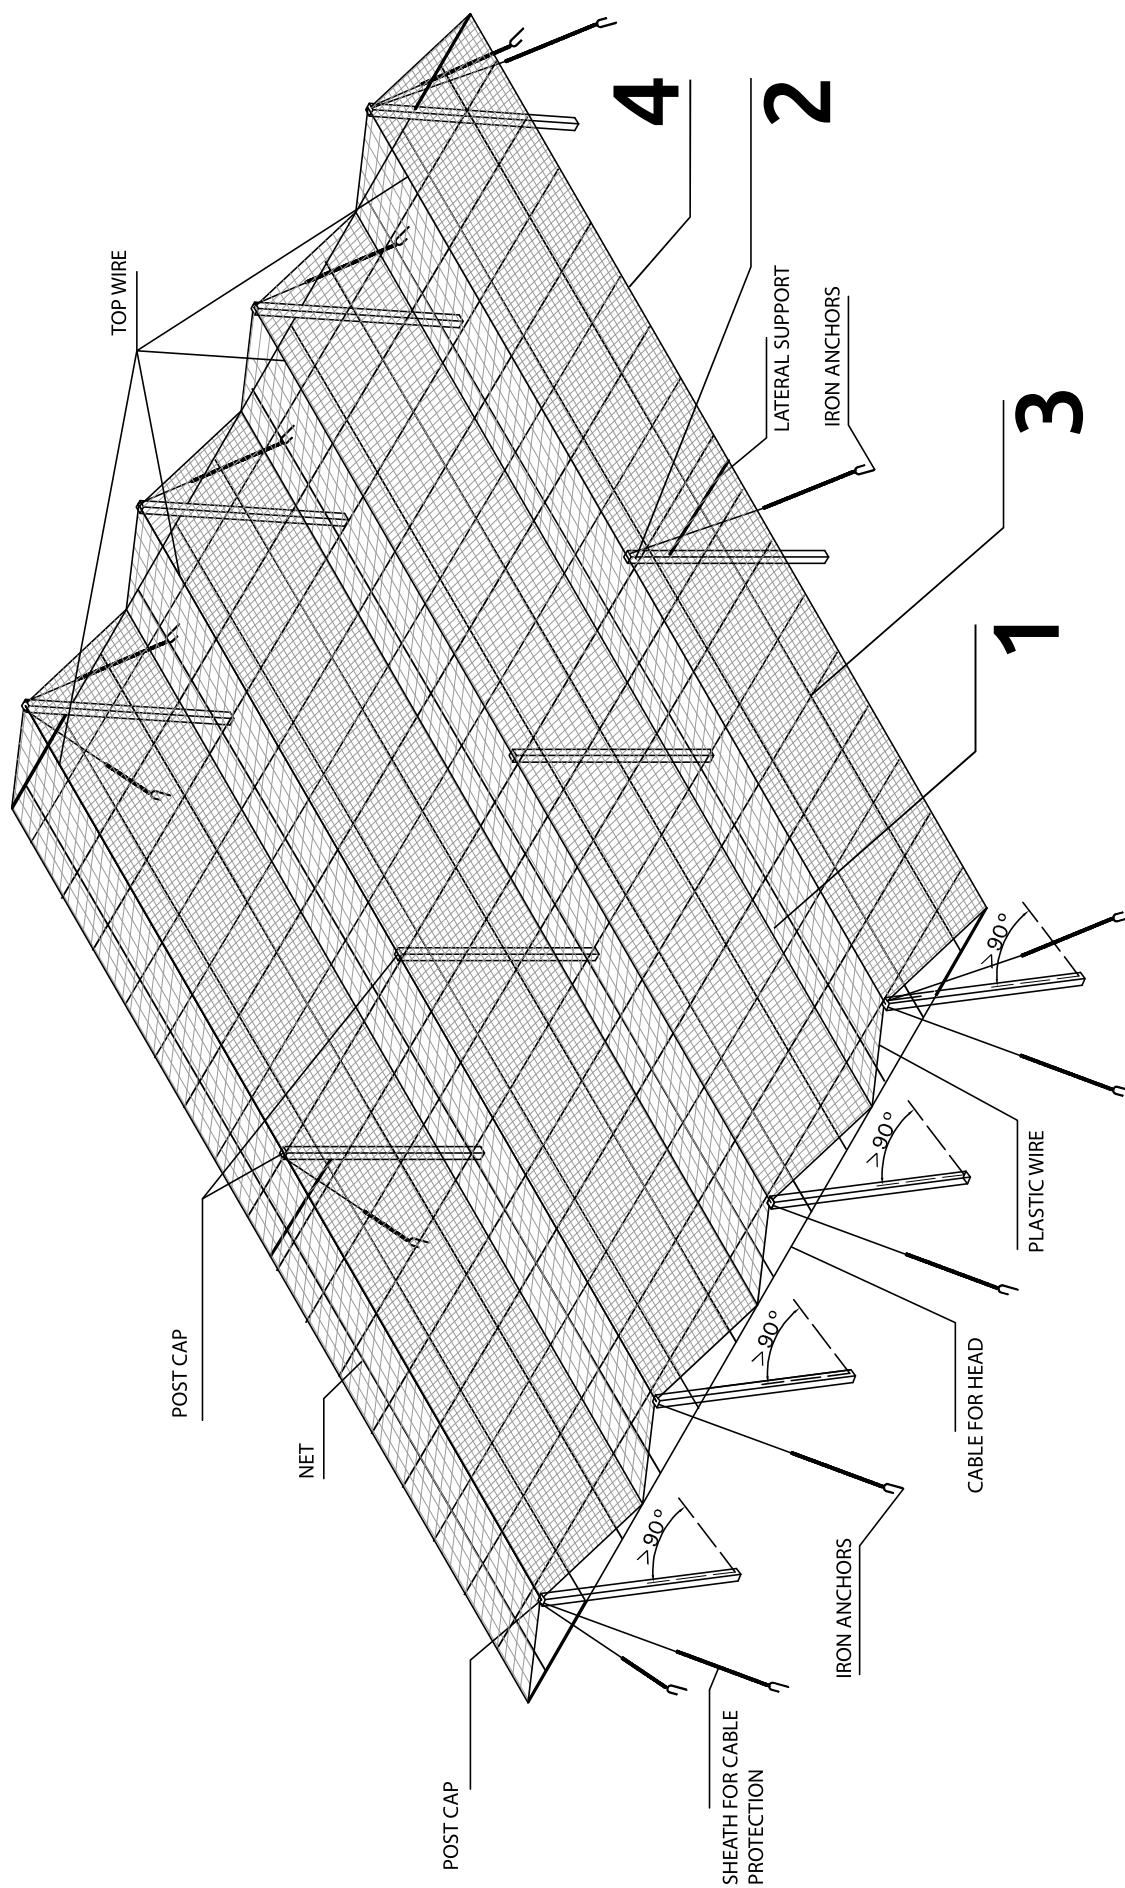 4
2
TOP WIRE
LATERAL SUPPORT
IRON ANCHORS
3
1
>90°
>90°
>90°
>90°
PLASTIC WIRE
POST CAP
NET
CABLE FOR HEAD
IRON ANCHORS
POST CAP
SHEATH FOR CABLE
PROTECTION